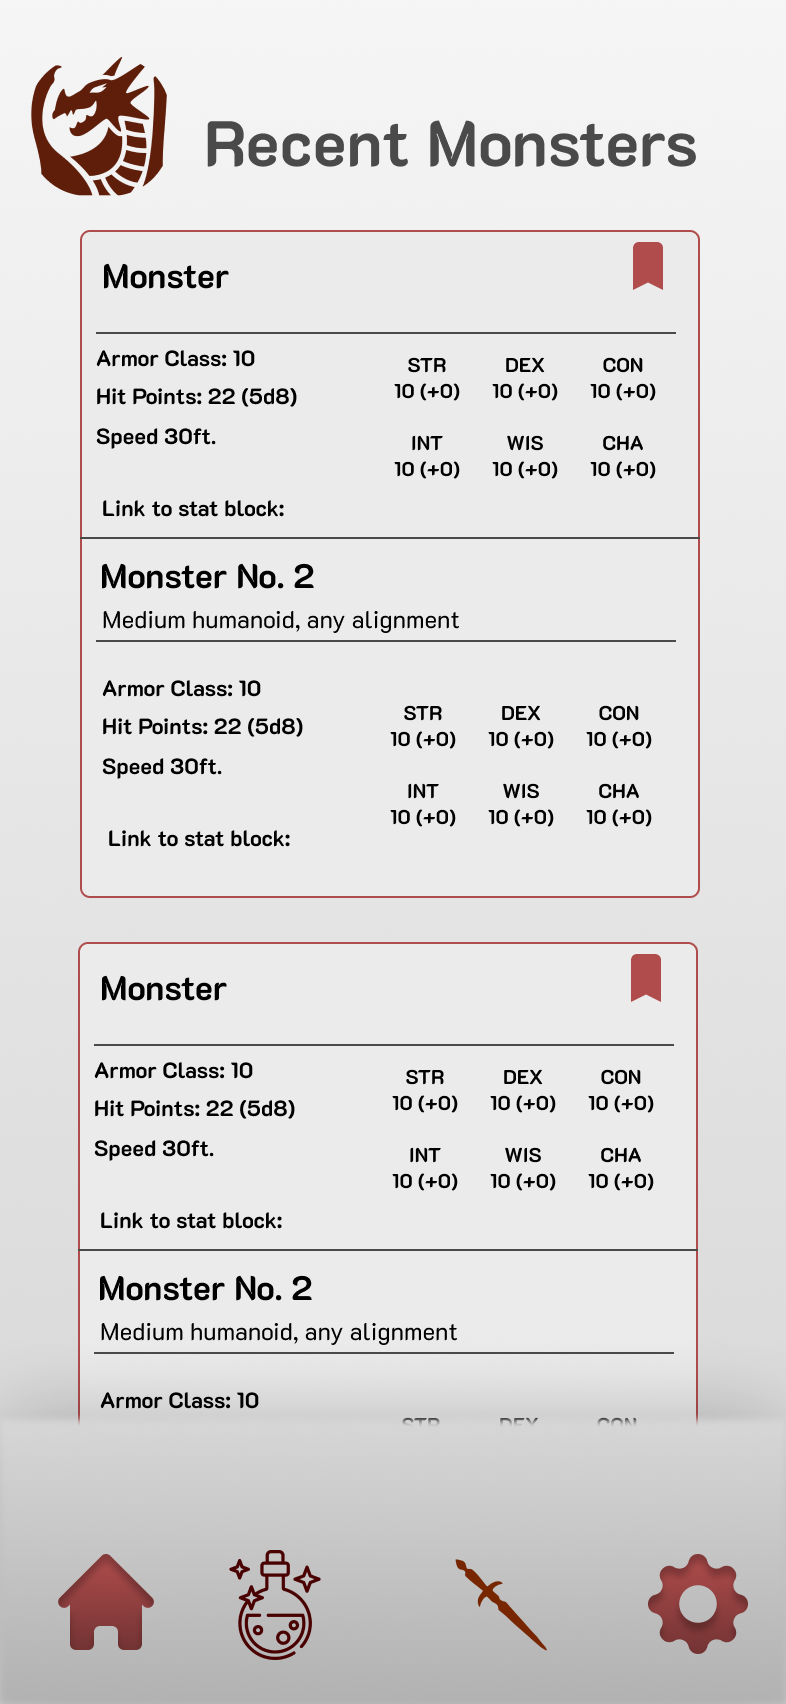 Recent Monsters
Monster
Armor Class: 10
Hit Points: 22 (5d8)
Speed 30ft.
STR DEX CON
10 (+0) 10 (+0) 10 (+0)
INT WIS CHA
10 (+0) 10 (+0) 10 (+0)
Link to stat block:
Monster No. 2
Medium humanoid, any alignment
Armor Class: 10
Hit Points: 22 (5d8)
Speed 30ft.
STR DEX CON
10 (+0) 10 (+0) 10 (+0)
INT WIS CHA
10 (+0) 10 (+0) 10 (+0)
Link to stat block:
Monster
Armor Class: 10
Hit Points: 22 (5d8)
Speed 30ft.
STR DEX CON
10 (+0) 10 (+0) 10 (+0)
INT WIS CHA
10 (+0) 10 (+0) 10 (+0)
Link to stat block:
Monster No. 2
Medium humanoid, any alignment
Armor Class: 10
STR DEX CON